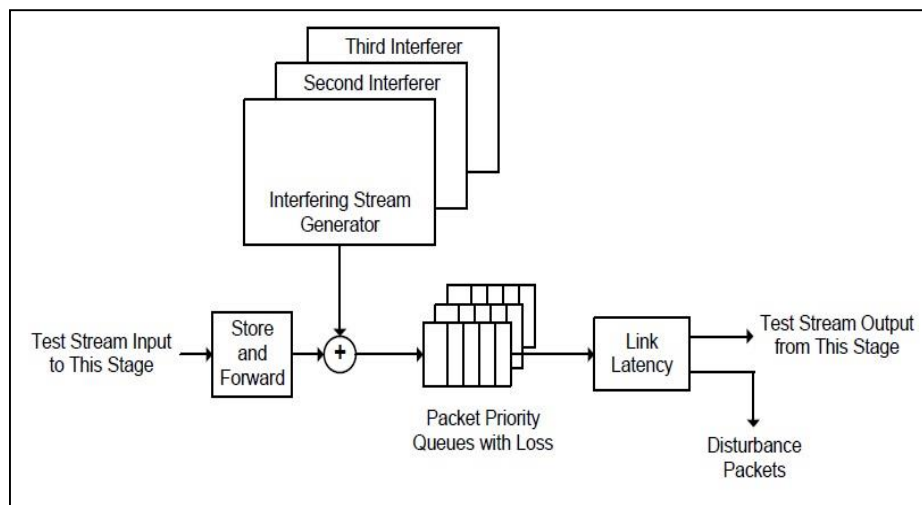 Third Interferer
Second Interferer
Interfering Stream
Generator
Test Stream Input
to This Stage
Store
and
Forward
+
Packet Priority
Queues with Loss
Link
Latency
Test Stream Output
from This Stage
Disturbance
Packets